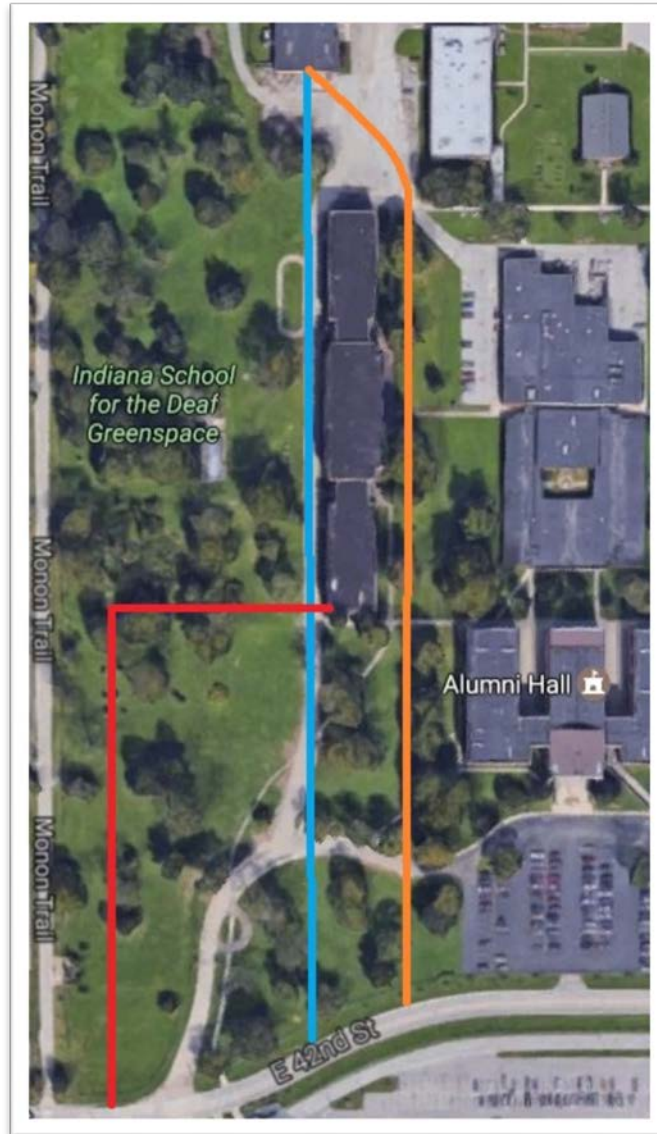 Monon Trail
Indiana School
for the Deaf
Greenspace
Monon Trail
Alumni Hall
Monon Trail
E 42nd St